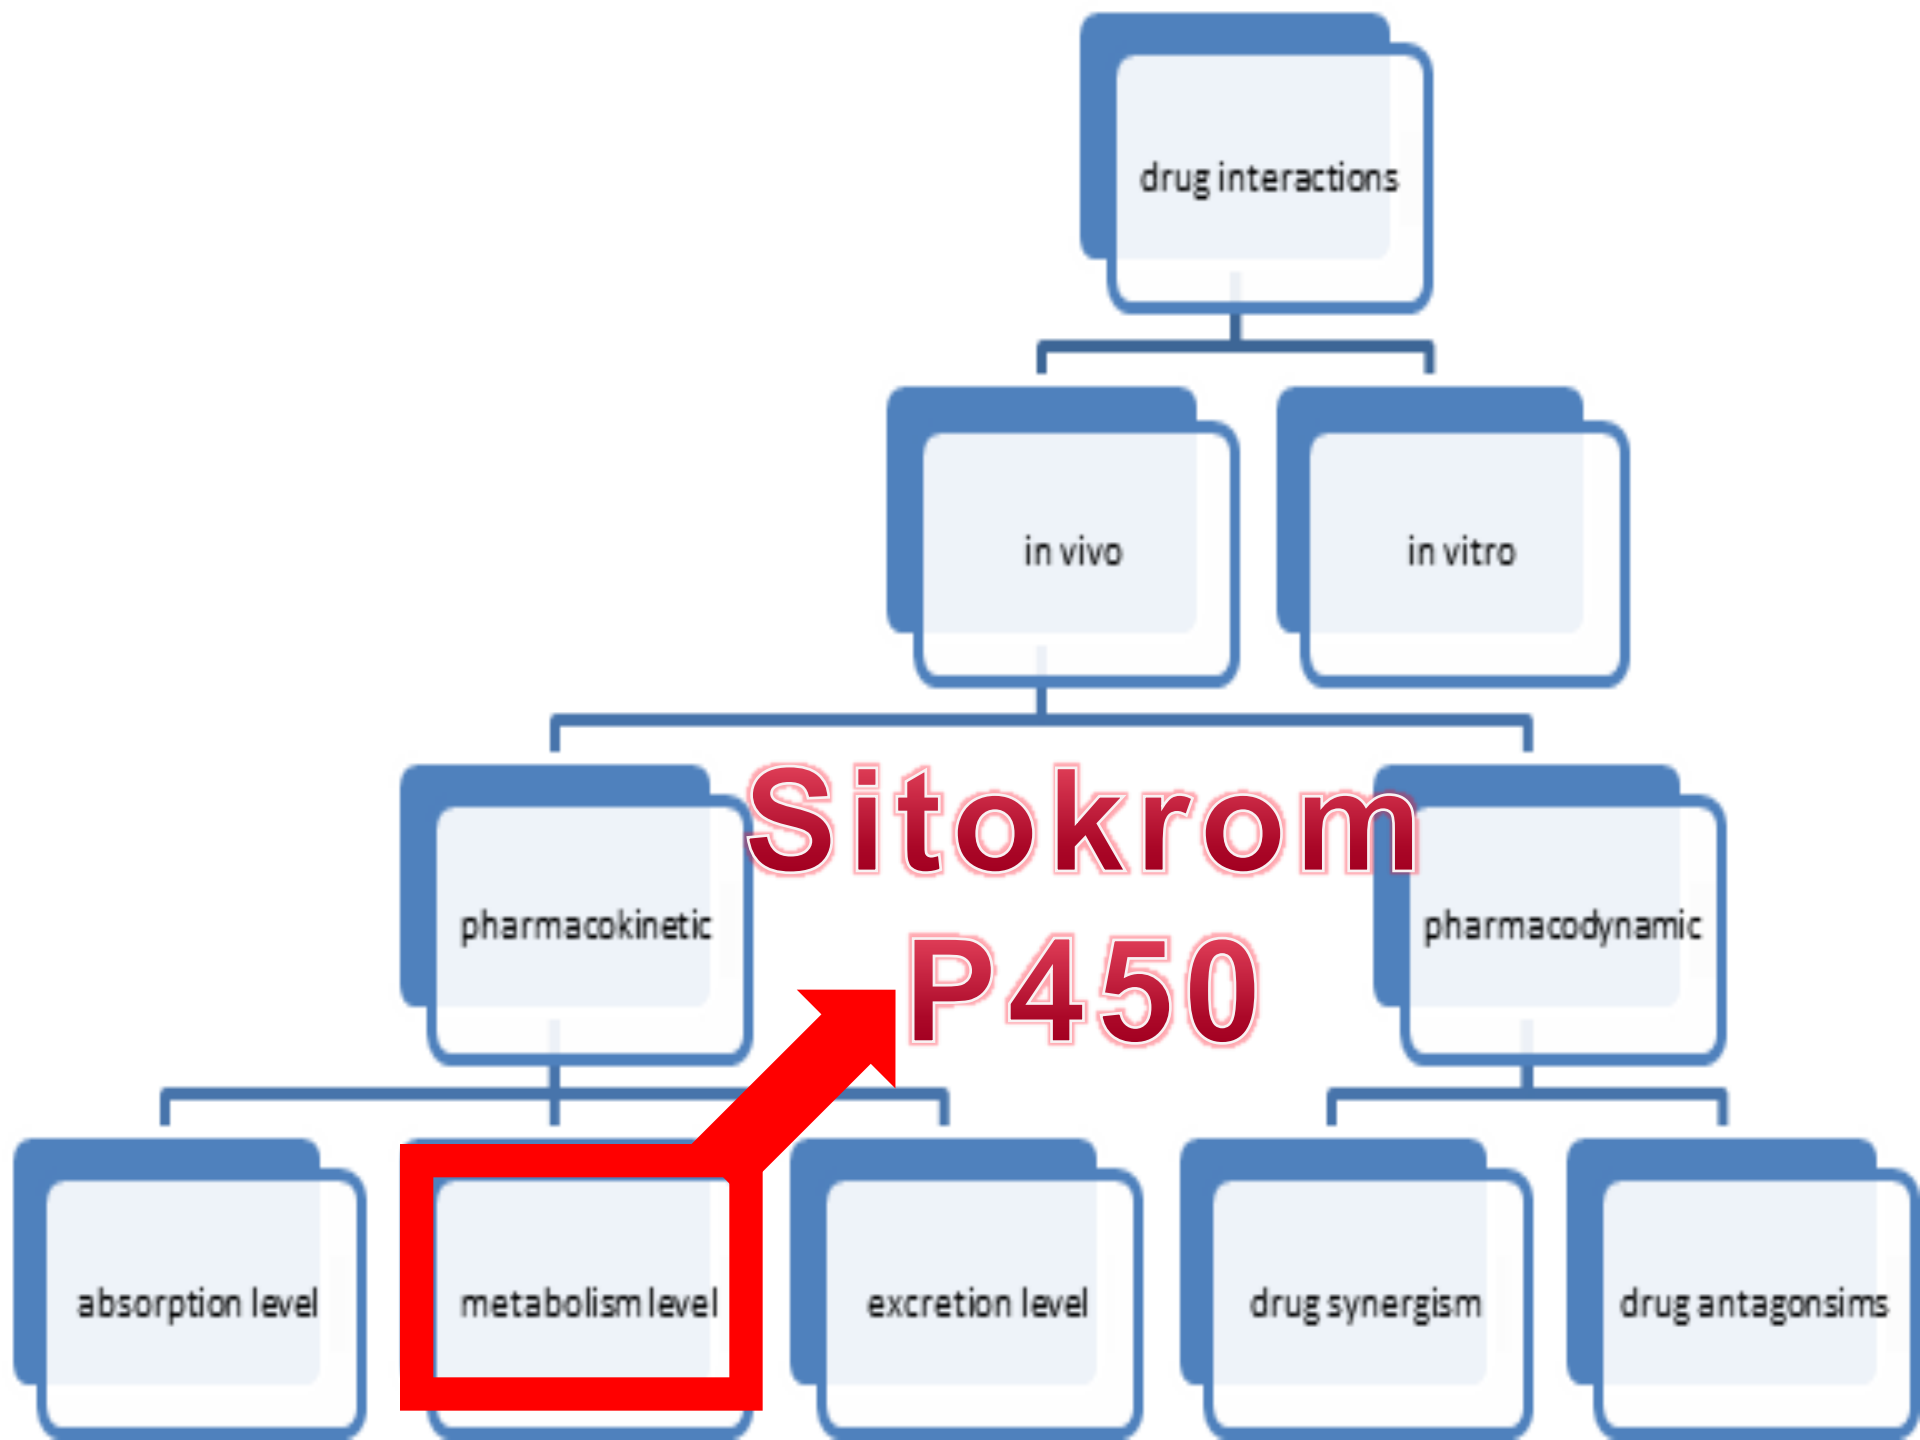 drug interactions
in vivo
in vitro
Sitokrom
P450
pharmacokinetic
pharmacodynamic
absorption level
metabolism level
excretion level
drug synergism
drug antagonsims